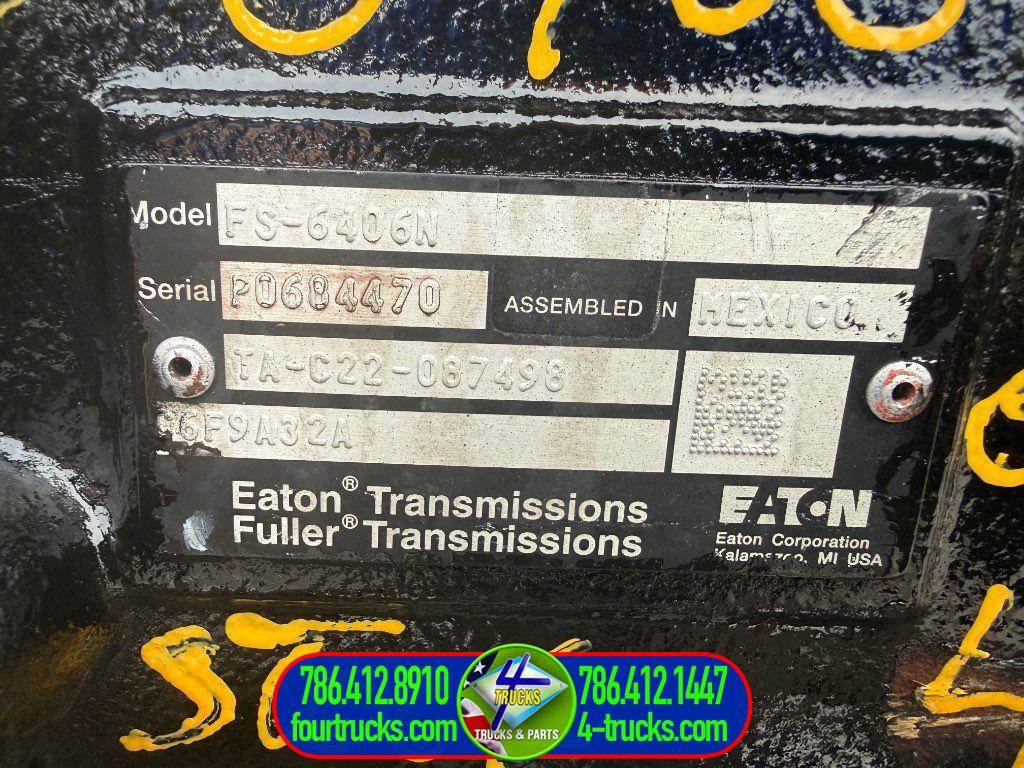 Model FS-6406N
Serial P0684470 ASSEMBLED IN MEXICO
TA-C22-087498
6F9A32A
Eaton® Transmissions
Fuller® Transmissions
EATON
Eaton Corporation
Kalamazoo, MI USA
786.412.8910
fourtrucks.com
4
TRUCKS
TRUCKS & PARTS
786.412.1447
4-trucks.com